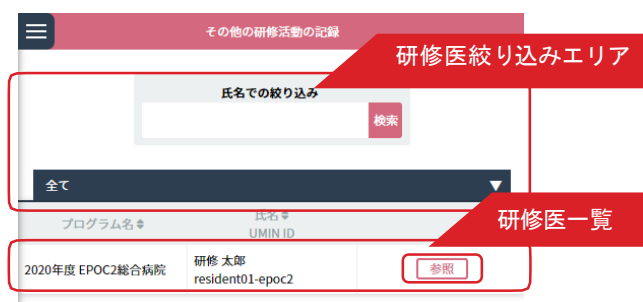 その他の研修活動の記録
研修医絞り込みエリア
氏名での絞り込み
検索
全て ▼
研修医一覧
プログラム名 氏名
UMIN ID
2020年度 EPOC2総合病院 研修 太郎 参照
resident01-epoc2